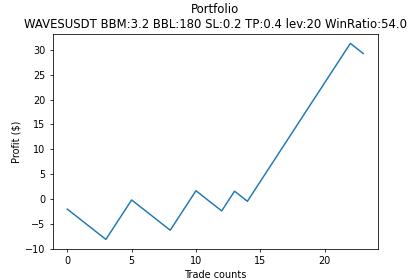 Portfolio
WAVESUSDT BBM:3.2 BBL:180 SL:0.2 TP:0.4 lev:20 WinRatio:54.0
30
25
20
15
10
5
0
−5
−10
Profit ($)
0 5 10 15 20
Trade counts